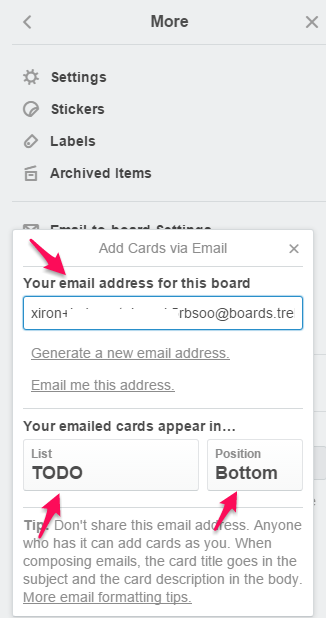 More
Settings
Stickers
Labels
Archived Items
Email-to-board Settings
Add Cards via Email
Your email address for this board
xiron+ rbsoo@boards.tre
Generate a new email address.
Email me this address.
Your emailed cards appear in…
List
TODO
Position
Bottom
Tip: Don't share this email address. Anyone
who has it can add cards as you. When
composing emails, the card title goes in the
subject and the card description in the body.
More email formatting tips.